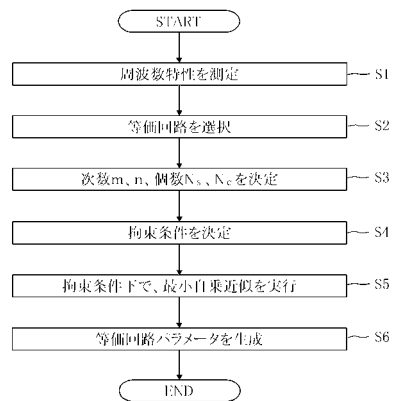 START
周波数特性を測定
S1
等価回路を選択
S2
次数m、n、個数Ns、Ncを決定
S3
拘束条件を決定
S4
拘束条件下で、最小自乗近似を実行
S5
等価回路パラメータを生成
S6
END